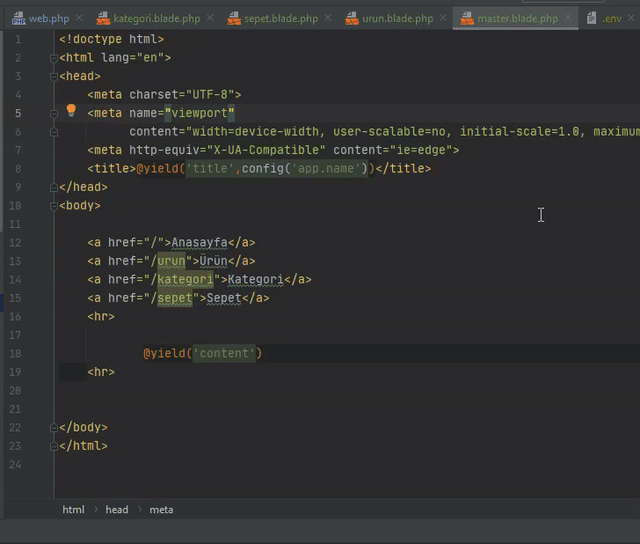 web.php × kategori.blade.php × sepet.blade.php × urun.blade.php × master.blade.php × .env ×
1 <!doctype html>
2 <html lang="en">
3 <head>
4 <meta charset="UTF-8">
5 <meta name="viewport"
6 content="width=device-width, user-scalable=no, initial-scale=1.0, maximum
7 <meta http-equiv="X-UA-Compatible" content="ie=edge">
8 <title>@yield('title',config('app.name'))</title>
9 </head>
10 <body>
11
12 <a href="/">Anasayfa</a>
13 <a href="/urun">Ürün</a>
14 <a href="/kategori">Kategori</a>
15 <a href="/sepet">Sepet</a>
16 <hr>
17
18 @yield('content')
19 <hr>
20
21
22 </body>
23 </html>
24
html > head > meta